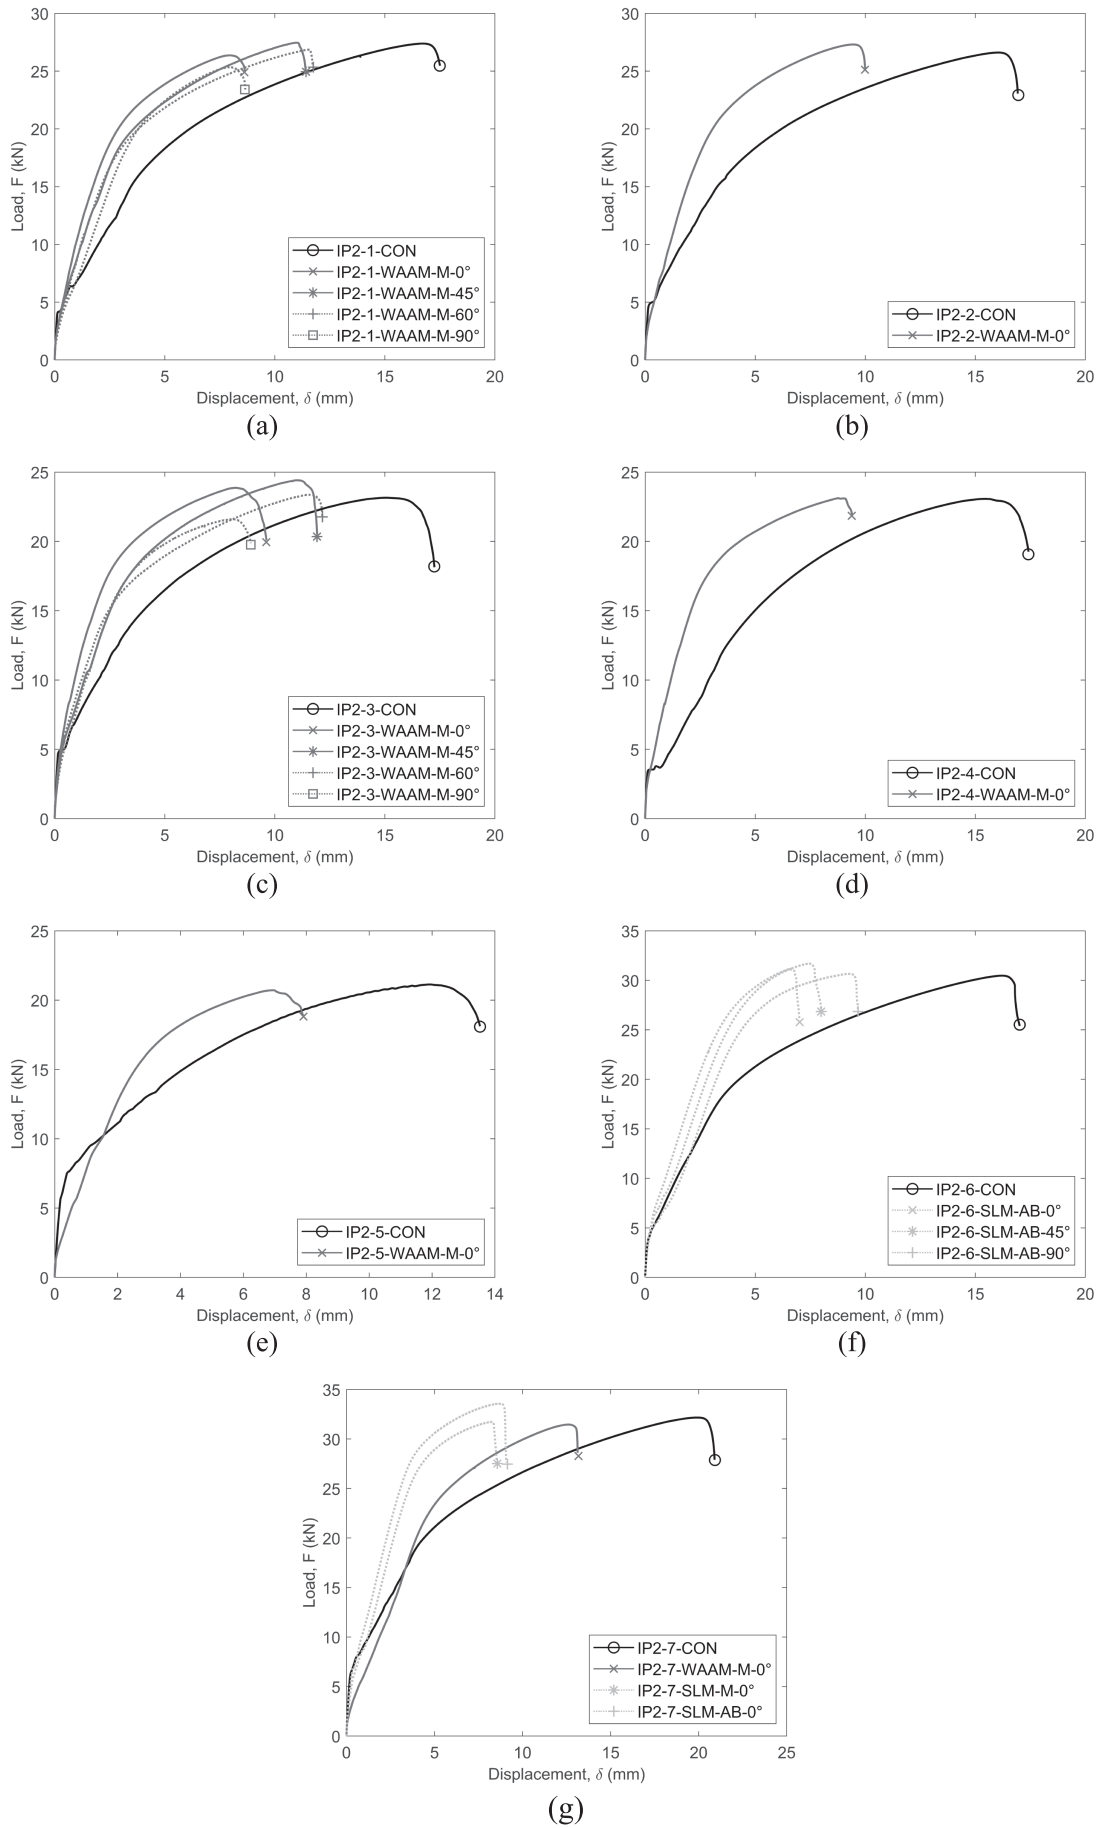 30
25
20
15
10
5
0
Load, F (kN)
IP2-1-CON
IP2-1-WAAM-M-0°
IP2-1-WAAM-M-45°
IP2-1-WAAM-M-60°
IP2-1-WAAM-M-90°
0 5 10 15 20
Displacement, δ (mm)
(a)
30
25
20
15
10
5
0
Load, F (kN)
IP2-2-CON
IP2-2-WAAM-M-0°
0 5 10 15 20
Displacement, δ (mm)
(b)
25
20
15
10
5
0
Load, F (kN)
IP2-3-CON
IP2-3-WAAM-M-0°
IP2-3-WAAM-M-45°
IP2-3-WAAM-M-60°
IP2-3-WAAM-M-90°
0 5 10 15 20
Displacement, δ (mm)
(c)
25
20
15
10
5
0
Load, F (kN)
IP2-4-CON
IP2-4-WAAM-M-0°
0 5 10 15 20
Displacement, δ (mm)
(d)
25
20
15
10
5
0
Load, F (kN)
IP2-5-CON
IP2-5-WAAM-M-0°
0 2 4 6 8 10 12 14
Displacement, δ (mm)
(e)
35
30
25
20
15
10
5
0
Load, F (kN)
IP2-6-CON
IP2-6-SLM-AB-0°
IP2-6-SLM-AB-45°
IP2-6-SLM-AB-90°
0 5 10 15 20
Displacement, δ (mm)
(f)
35
30
25
20
15
10
5
0
Load, F (kN)
IP2-7-CON
IP2-7-WAAM-M-0°
IP2-7-SLM-M-0°
IP2-7-SLM-AB-0°
0 5 10 15 20 25
Displacement, δ (mm)
(g)